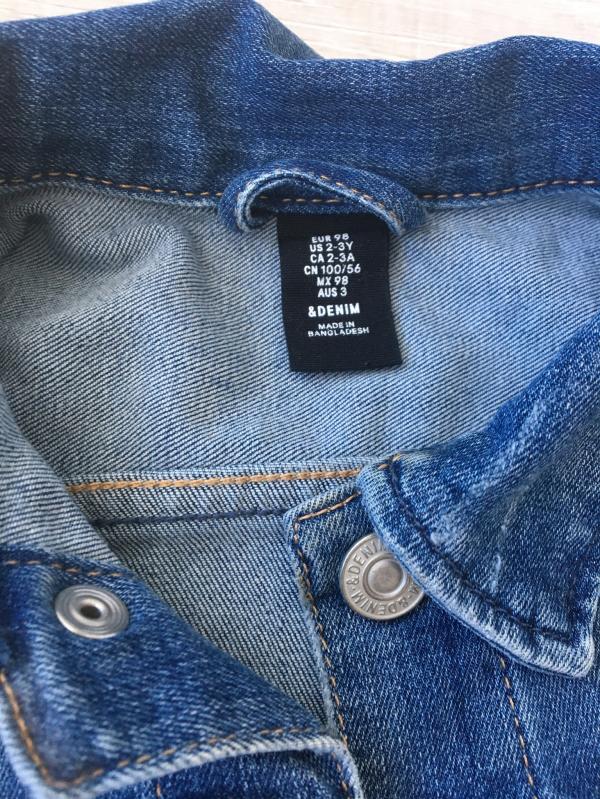 EUR 98
US 2-3Y
CA 2-3A
CN 100/56
MX 98
AUS 3
&DENIM
MADE IN
BANGLADESH
&DENIM &DENIM